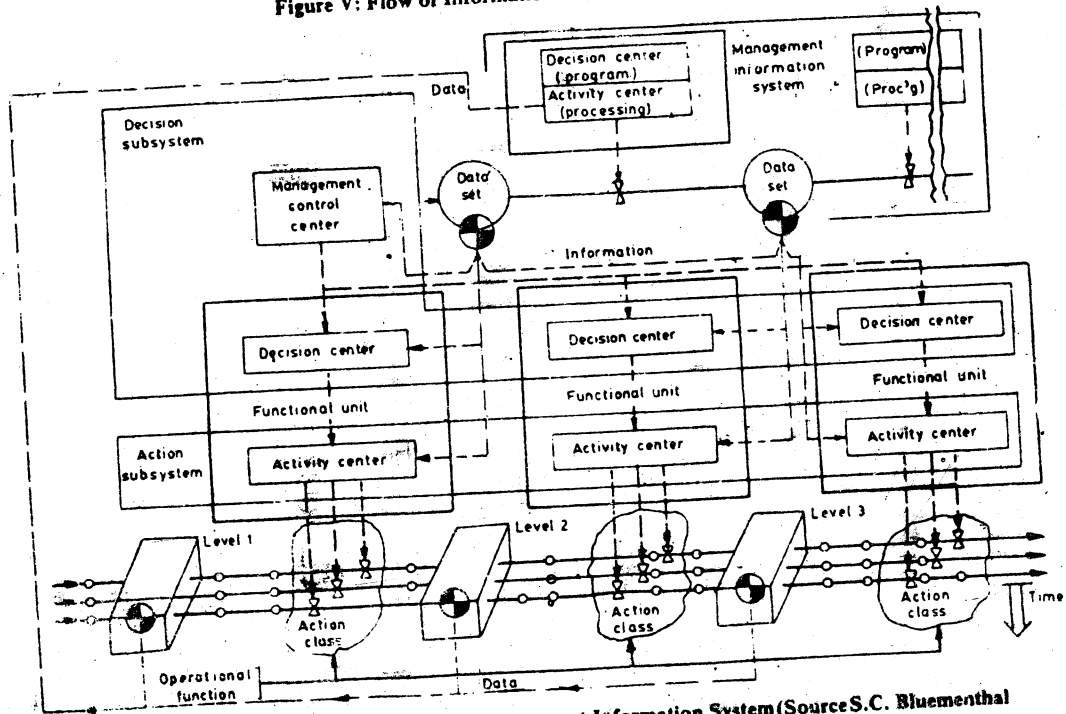 Figure V: Flow of
Decision center
(program)
Activity center
(processing)
Management
information
system
(Program)
(Proc'g)
Data
Decision
subsystem
Management
control
center
Data
set
Data
set
Information
Decision center
Decision center
Decision center
Functional unit
Functional unit
Functional unit
Action
subsystem
Activity center
Activity center
Activity center
Level 1
Level 2
Level 3
Action
class
Action
class
Action
class
Time
Operational
function
Data
Information System (Source S.C. Bluementhal